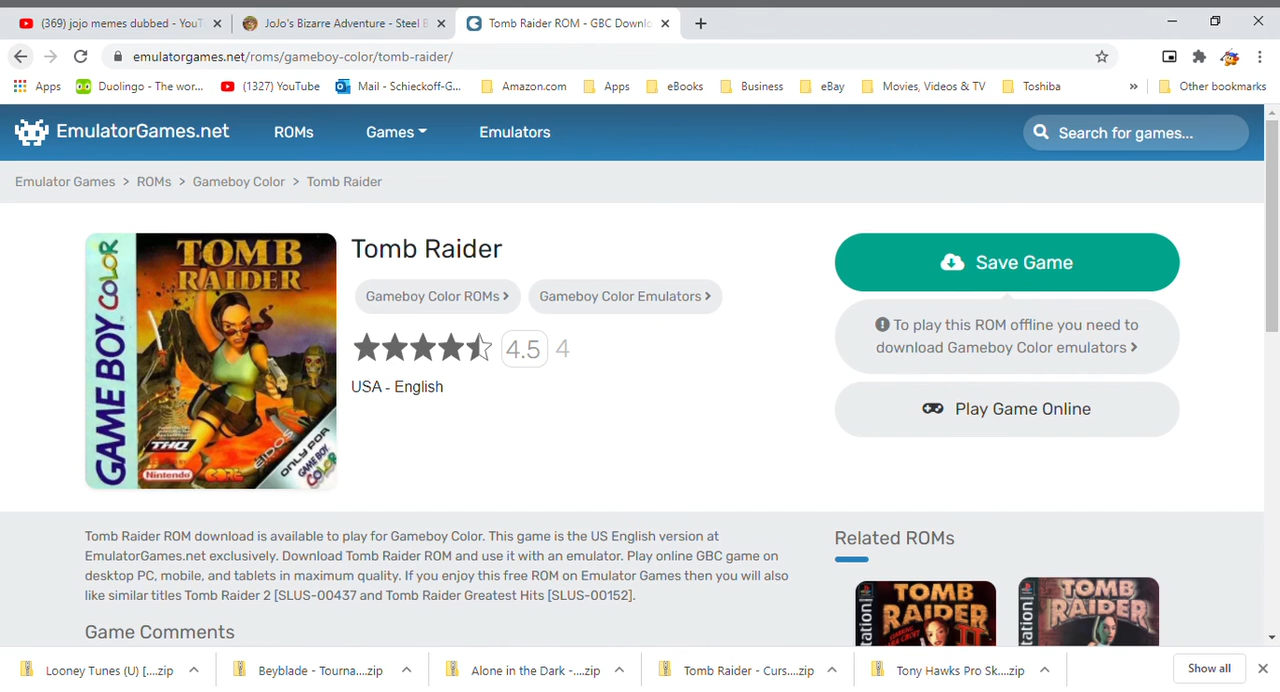 (369) jojo memes dubbed - YouT
JoJo's Bizarre Adventure - Steel B
Tomb Raider ROM - GBC Downlo
emulatorgames.net/roms/gameboy-color/tomb-raider/
Apps Duolingo - The wor... (1327) YouTube Mail - Schieckoff-G... Amazon.com Apps eBooks Business eBay Movies, Videos & TV Toshiba » Other bookmarks
EmulatorGames.net ROMs Games Emulators Search for games...
Emulator Games > ROMs > Gameboy Color > Tomb Raider
GAME BOY COLOR
TOMB
RAIDER
THQ
Nintendo
CORE
EIDOS
ONLY FOR
GAME BOY
COLOR
Tomb Raider
Gameboy Color ROMs > Gameboy Color Emulators >
4.5 4
USA - English
Save Game
To play this ROM offline you need to
download Gameboy Color emulators >
Play Game Online
Tomb Raider ROM download is available to play for Gameboy Color. This game is the US English version at
EmulatorGames.net exclusively. Download Tomb Raider ROM and use it with an emulator. Play online GBC game on
desktop PC, mobile, and tablets in maximum quality. If you enjoy this free ROM on Emulator Games then you will also
like similar titles Tomb Raider 2 [SLUS-00437 and Tomb Raider Greatest Hits [SLUS-00152].
Game Comments
Related ROMs
TOMB
RAIDER
II
TOMB
RAIDER
Looney Tunes (U) [....zip Beyblade - Tourna....zip Alone in the Dark -....zip Tomb Raider - Curs....zip Tony Hawks Pro Sk....zip Show all